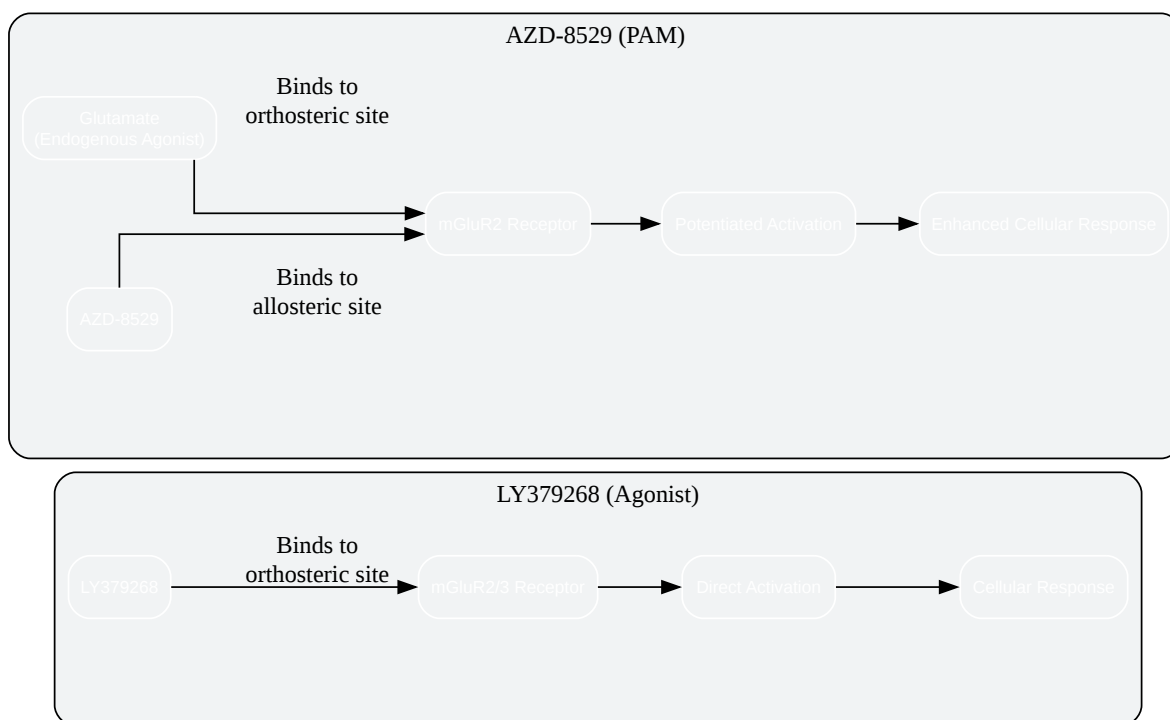 AZD-8529 (PAM)
Binds to
orthosteric site
Glutamate
(Endogenous Agonist)
mGluR2 Receptor
Potentiated Activation
Enhanced Cellular Response
Binds to
allosteric site
AZD-8529
LY379268 (Agonist)
Binds to
orthosteric site
LY379268
mGluR2/3 Receptor
Direct Activation
Cellular Response